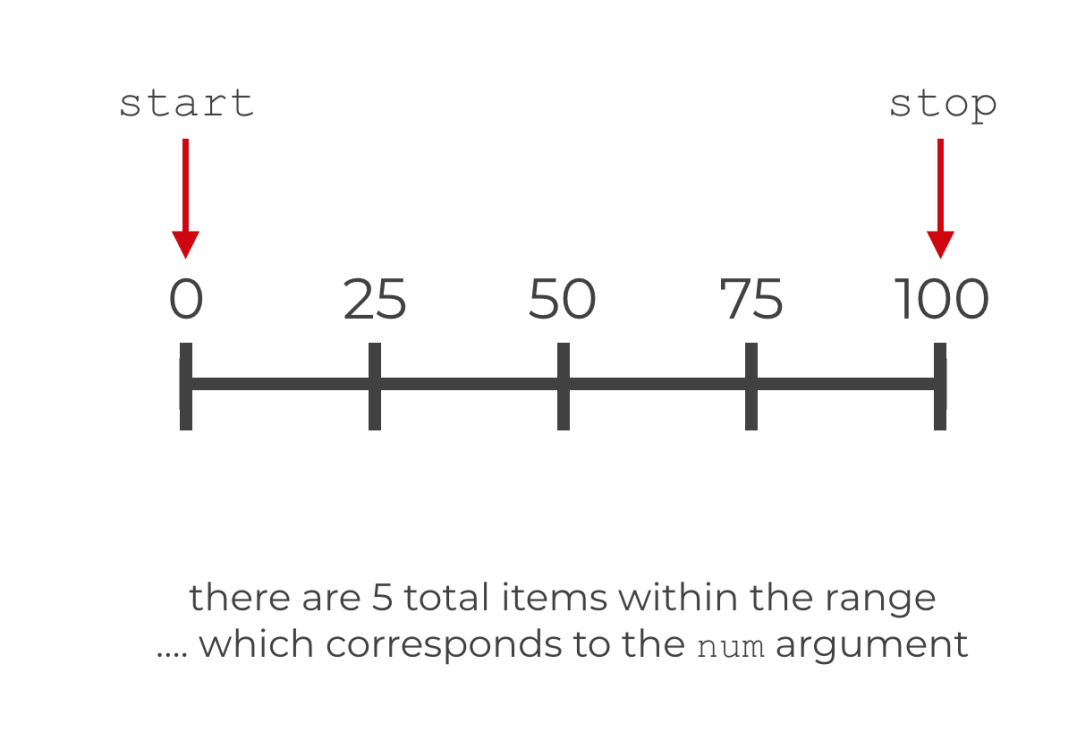 start stop
0 25 50 75 100
there are 5 total items within the range
.... which corresponds to the num argument